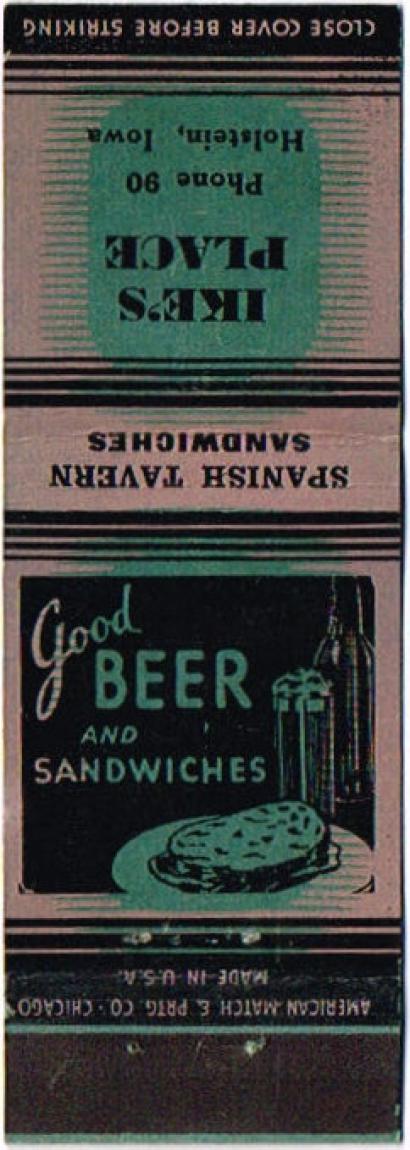 CLOSE COVER BEFORE STRIKING
IKE'S
PLACE
Phone 90
Holstein, Iowa
SPANISH TAVERN
SANDWICHES
Good
BEER
AND
SANDWICHES
MADE IN U.S.A.
AMERICAN MATCH & PRTG CO · CHICAGO